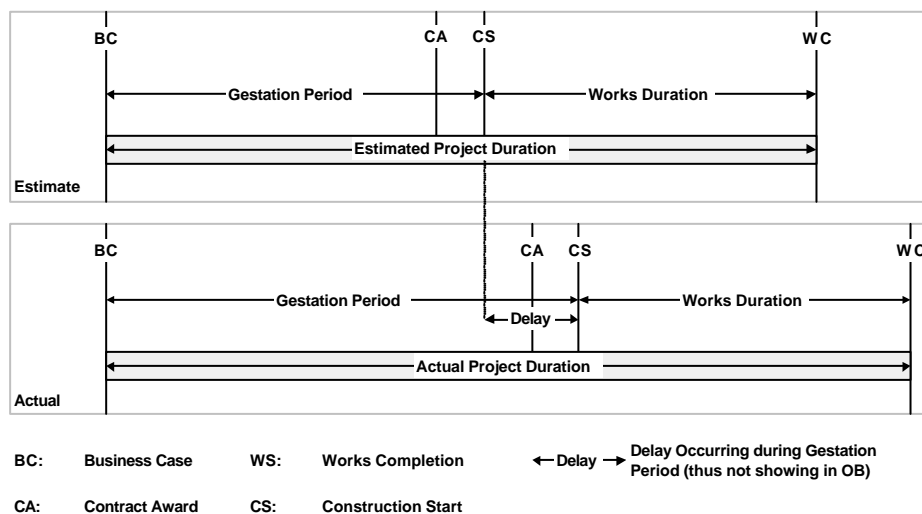 BC CA CS WC
Gestation Period Works Duration
Estimated Project Duration
Estimate
BC CA CS WC
Gestation Period Works Duration
Delay
Actual Project Duration
Actual
BC: Business Case WS: Works Completion Delay Delay Occurring during Gestation
Period (thus not showing in OB)
CA: Contract Award CS: Construction Start